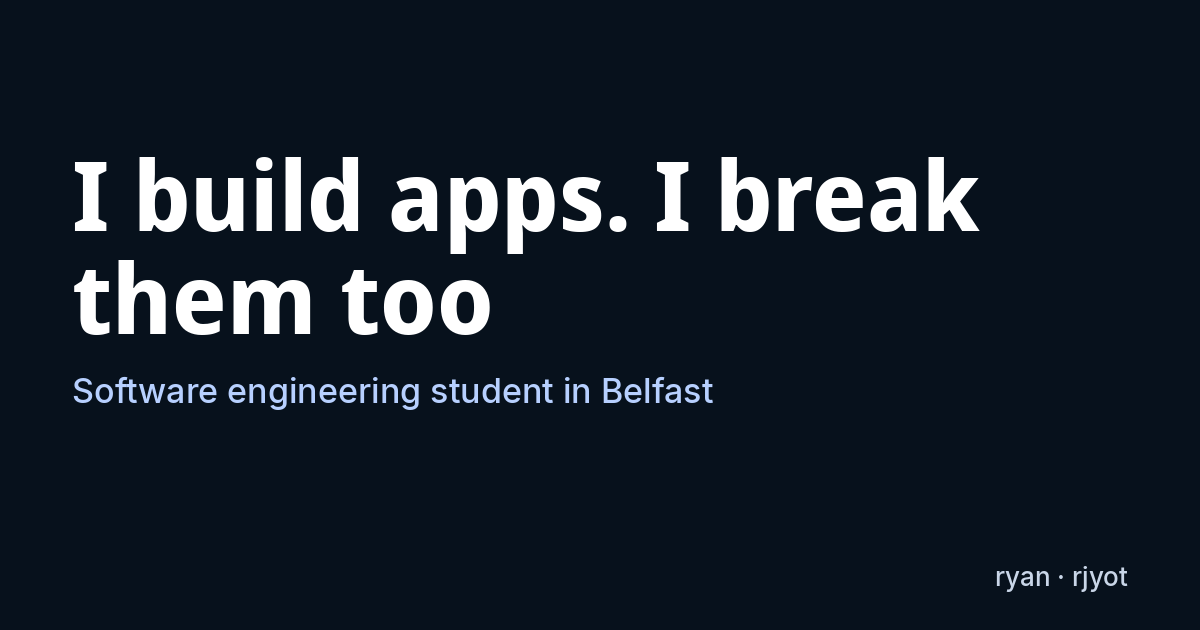 I build apps. I break
them too
Software engineering student in Belfast
ryan · rjyot